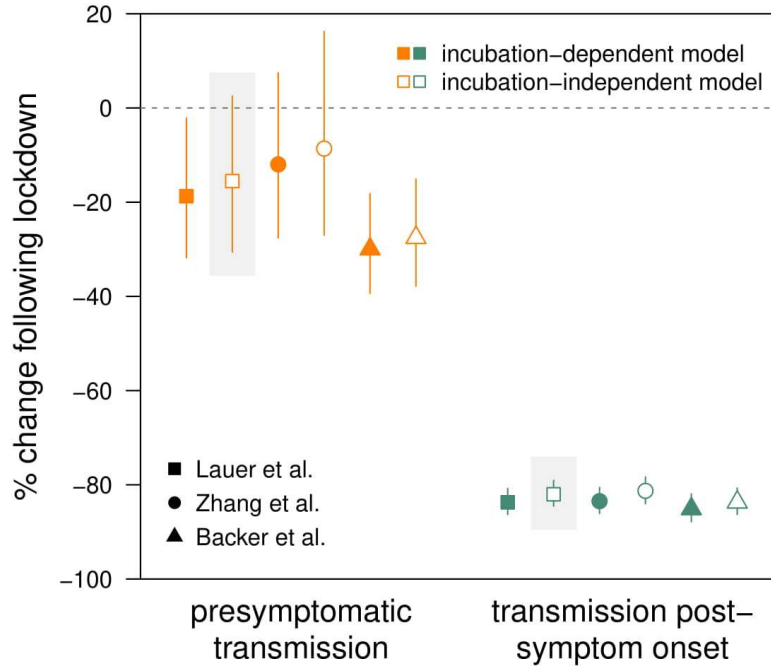 % change following lockdown
20
0
−20
−40
−60
−80
−100
incubation−dependent model
incubation−independent model
Lauer et al.
Zhang et al.
Backer et al.
presymptomatic
transmission
transmission post−
symptom onset